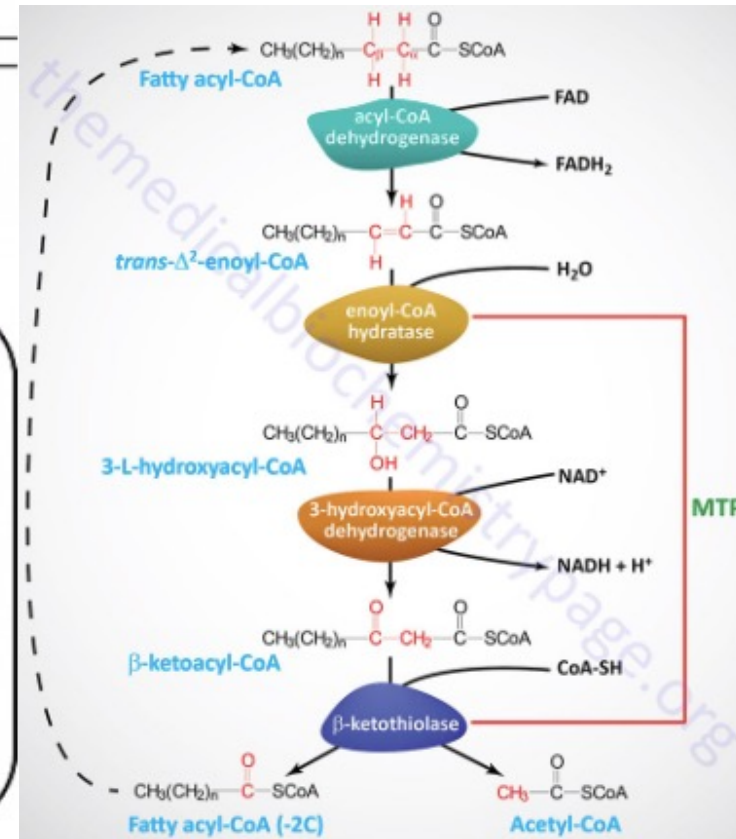 H H O
CH₃(CH₂)ₙ—Cβ—Cα—C—SCoA
H H
Fatty acyl-CoA
acyl-CoA
dehydrogenase
FAD
FADH₂
H O
CH₃(CH₂)ₙ—C=C—C—SCoA
H
trans-Δ²-enoyl-CoA
H₂O
enoyl-CoA
hydratase
H O
CH₃(CH₂)ₙ—C—CH₂—C—SCoA
OH
3-L-hydroxyacyl-CoA
NAD⁺
3-hydroxyacyl-CoA
dehydrogenase
MTP
NADH + H⁺
O O
CH₃(CH₂)ₙ—C—CH₂—C—SCoA
β-ketoacyl-CoA
CoA-SH
β-ketothiolase
O
CH₃(CH₂)ₙ—C—SCoA
Fatty acyl-CoA (-2C)
O
CH₃—C—SCoA
Acetyl-CoA
themedicalbiochemistrypage.org